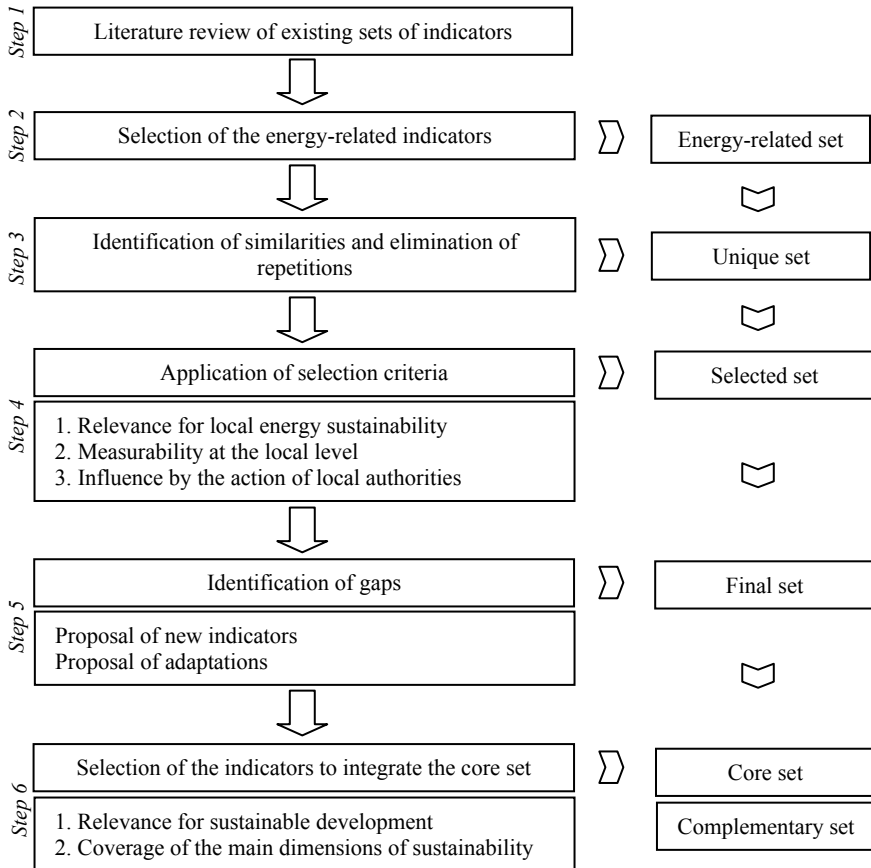 Step 1
Literature review of existing sets of indicators
Step 2
Selection of the energy-related indicators
Energy-related set
Step 3
Identification of similarities and elimination of
repetitions
Unique set
Step 4
Application of selection criteria
Selected set
1. Relevance for local energy sustainability
2. Measurability at the local level
3. Influence by the action of local authorities
Step 5
Identification of gaps
Final set
Proposal of new indicators
Proposal of adaptations
Step 6
Selection of the indicators to integrate the core set
Core set
1. Relevance for sustainable development
2. Coverage of the main dimensions of sustainability
Complementary set